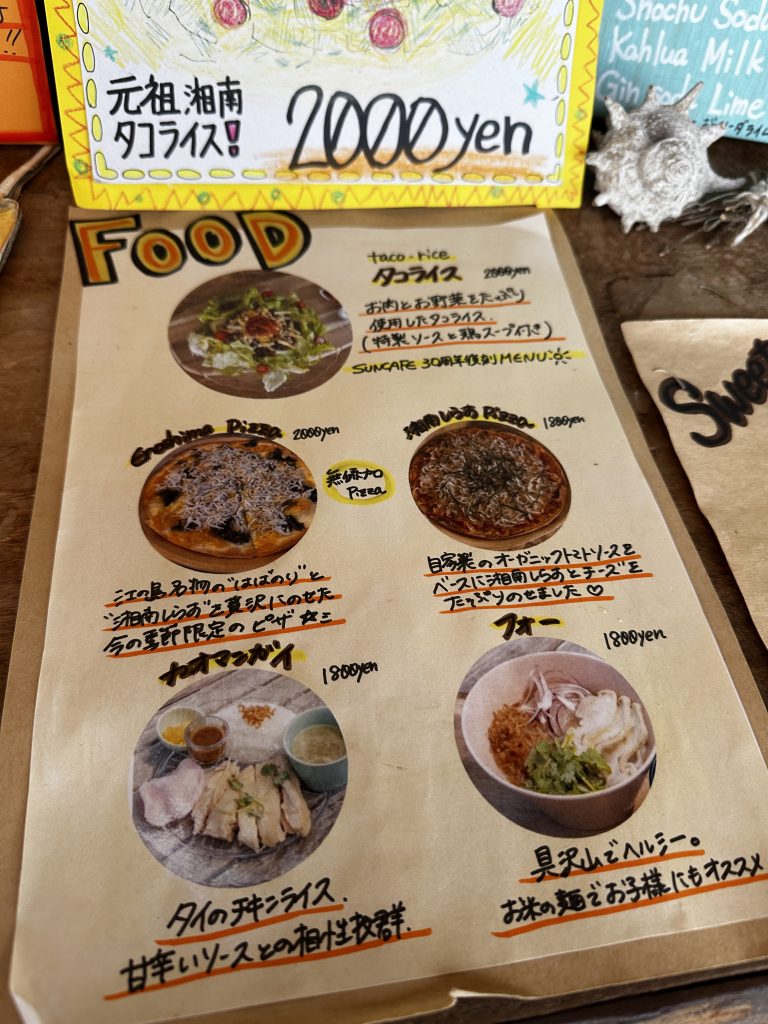 元祖湘南
タコライス!
2000yen
Shochu Soda
Kahlua Milk
Gin soda Lime
!!
FOOD
taco-rice
タコライス 2000yen
お肉とお野菜をたっぷり
使用したタコライス.
(特製ソースと鶏スープ付き)
SUNCAFE 30周年復刻MENU
Enoshima Pizza 2000yen
湘南しらす Pizza 1800yen
無添加
Pizza
江の島名物の"はばのり"と
"湘南しらす"を贅沢にのせた
今の季節限定のピザ
自家製のオーガニックトマトソースを
ベースに湘南しらすとチーズを
たっぷりのせました♡
カオマンガイ
1800yen
フォー
1800yen
タイのチキンライス.
甘辛いソースとの相性抜群.
具沢山でヘルシー。
お米の麺でお子様にもオススメ
Sweet